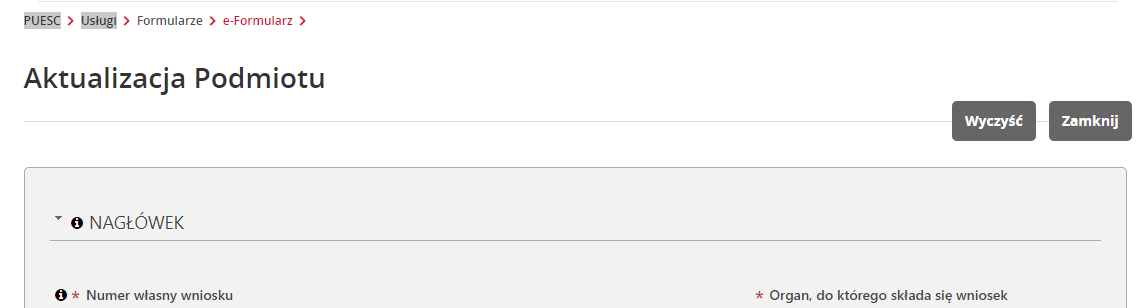 PUESC > Usługi > Formularze > e-Formularz >
Aktualizacja Podmiotu
Wyczyść Zamknij
NAGŁÓWEK
* Numer własny wniosku * Organ, do którego składa się wniosek